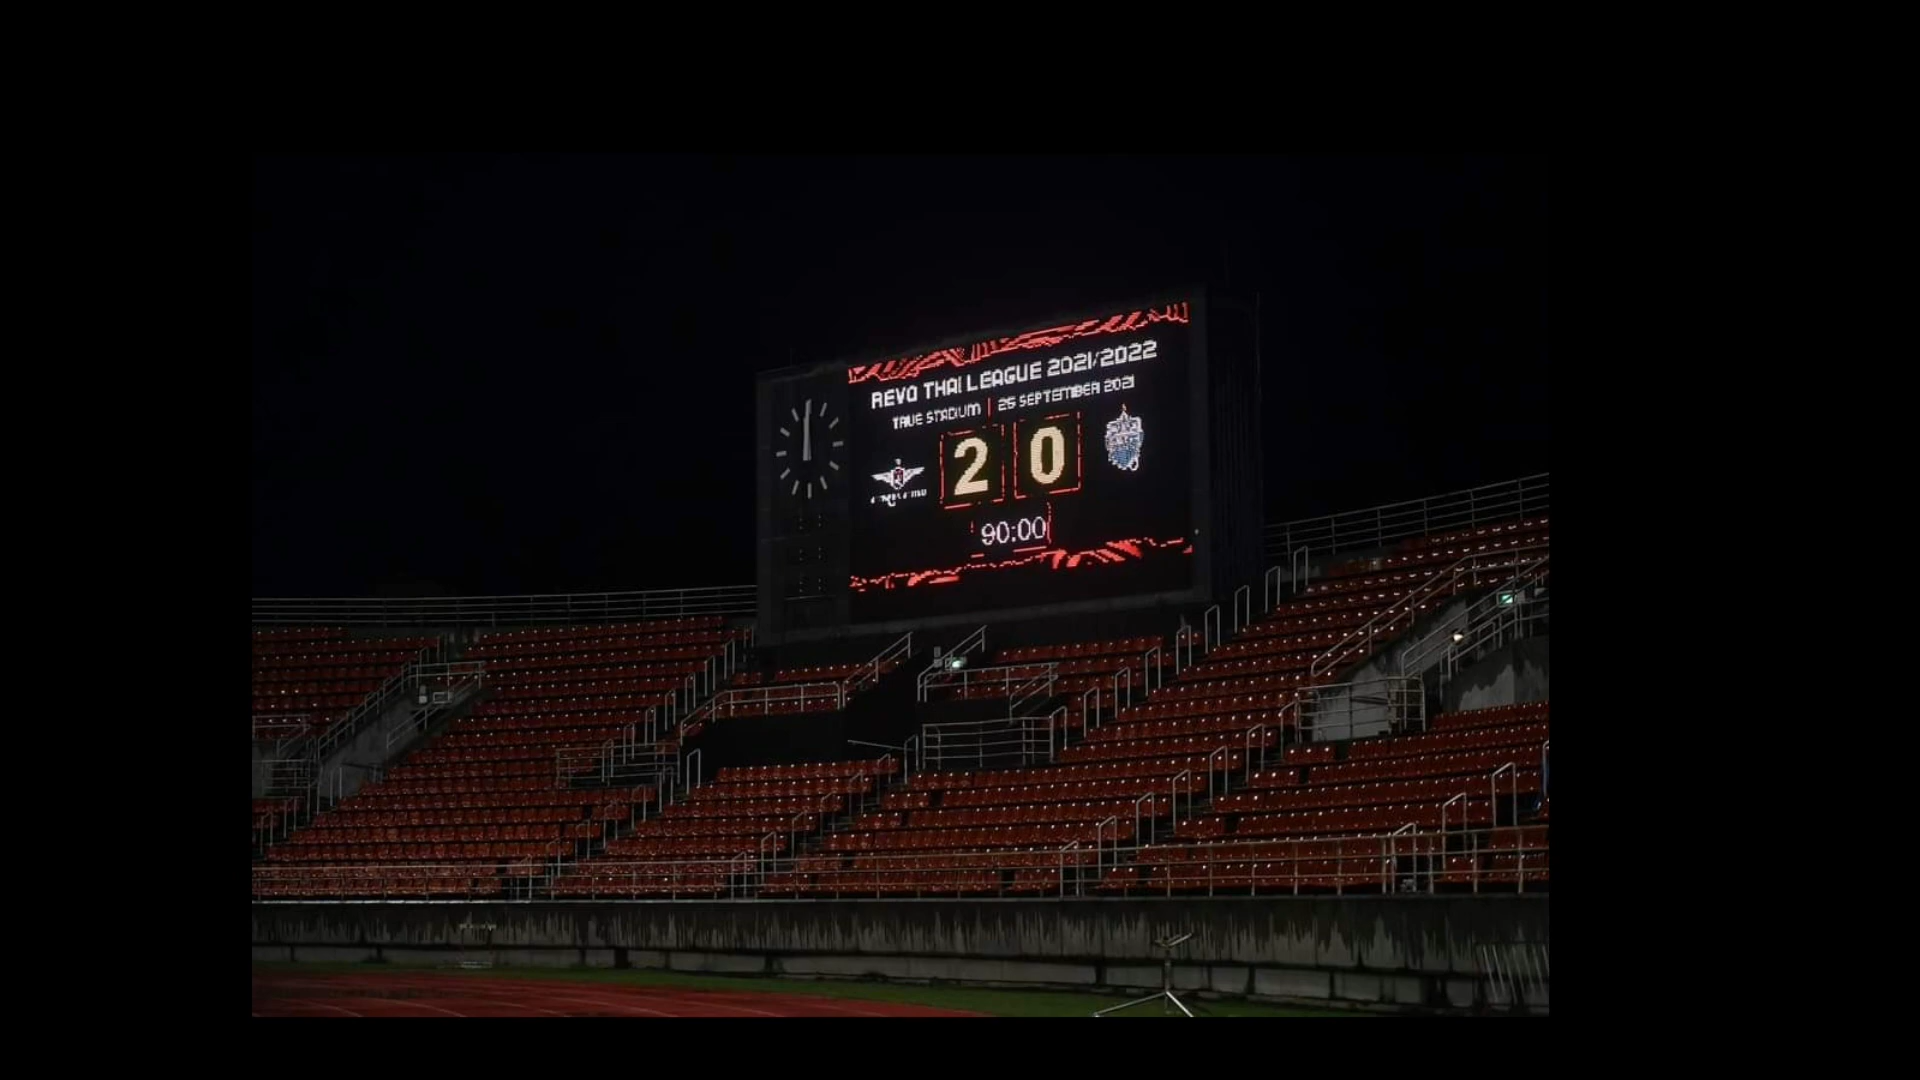 REVO THAI LEAGUE 2021/2022
TRUE STADIUM | 25 SEPTEMBER 2021
2 0
90:00